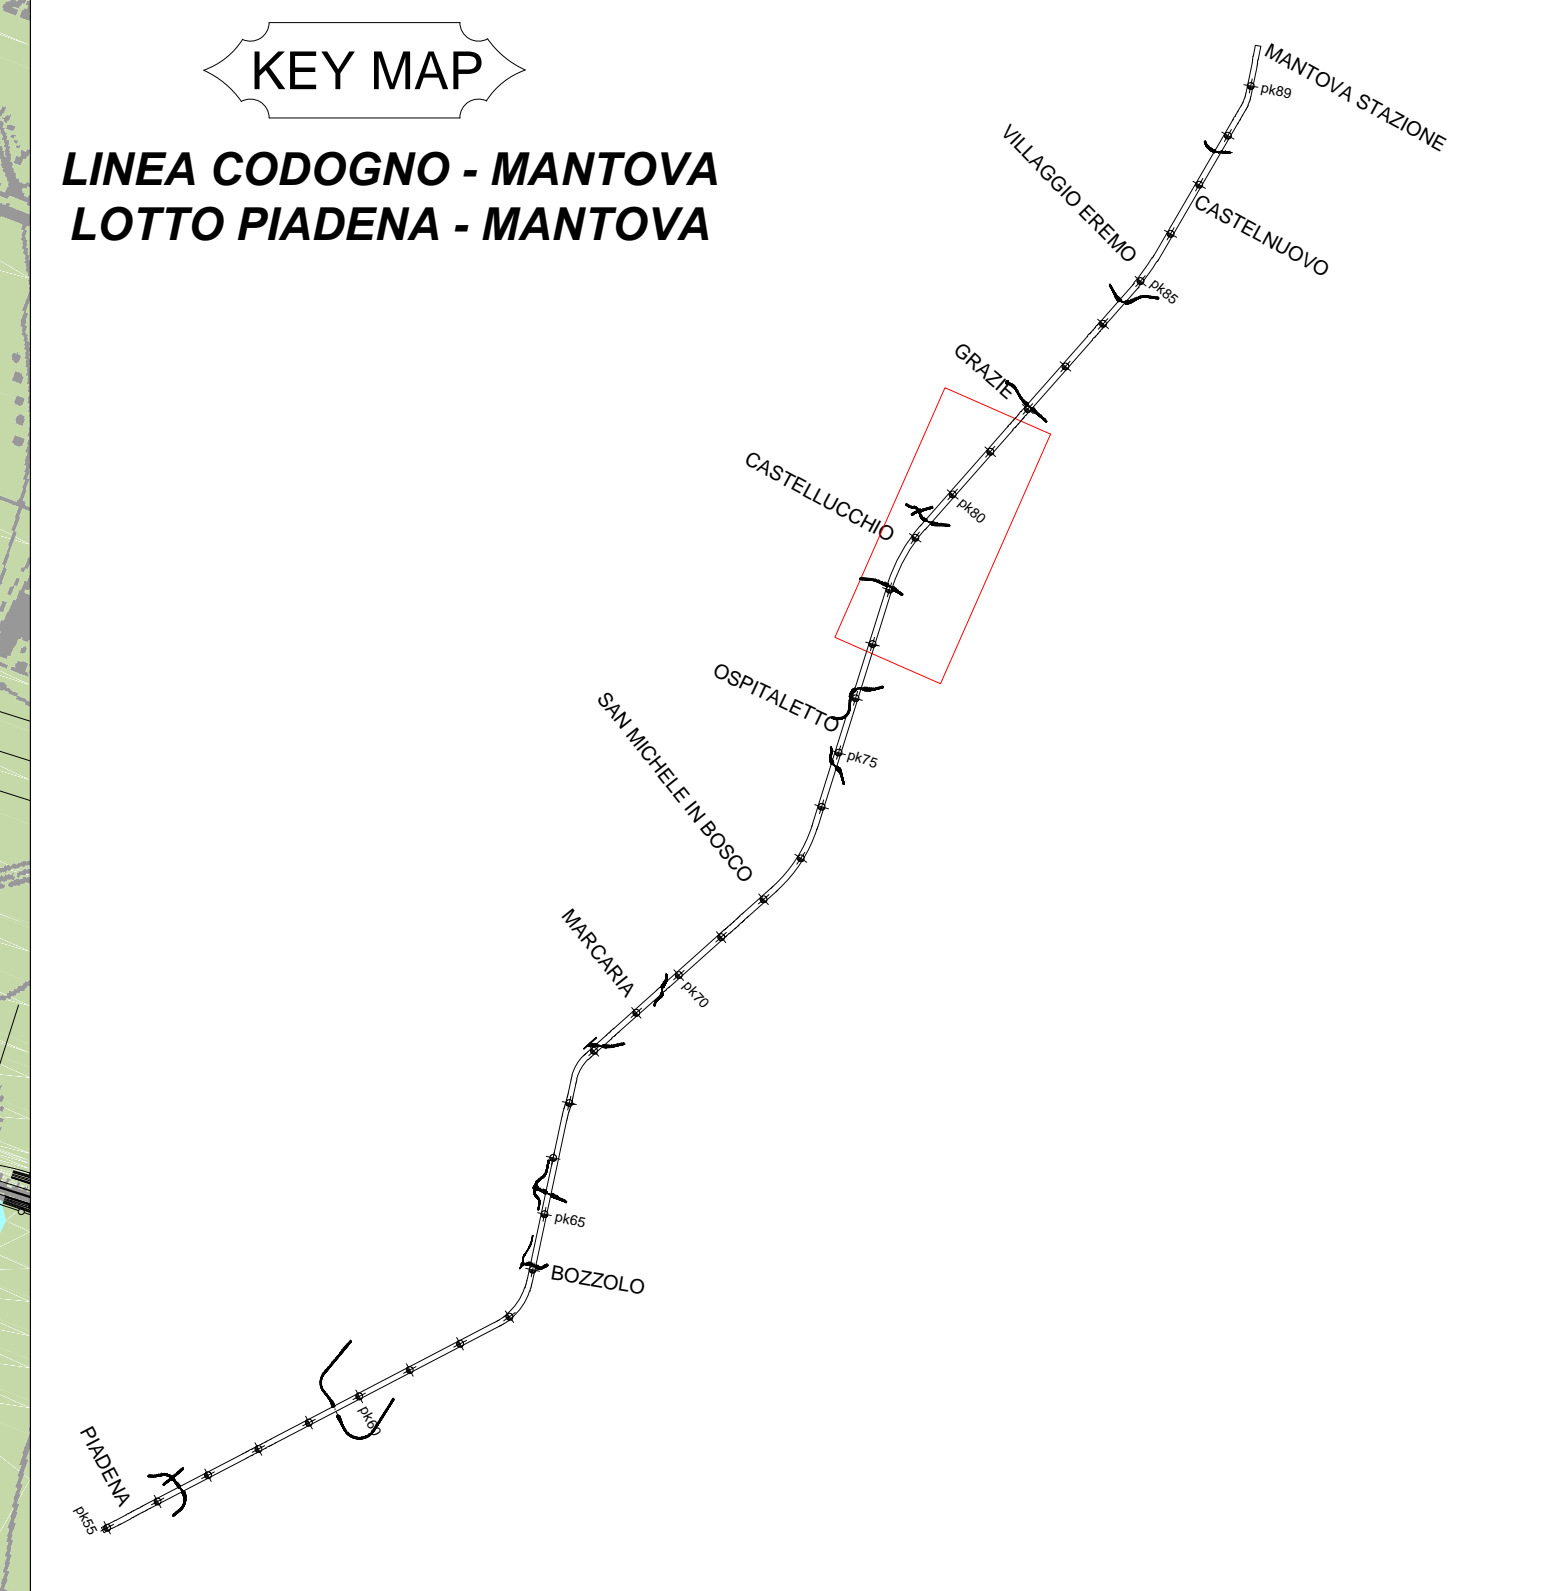 KEY MAP
LINEA CODOGNO - MANTOVA
LOTTO PIADENA - MANTOVA
MANTOVA STAZIONE
pk89
VILLAGGIO EREMO
CASTELNUOVO
pk85
GRAZIE
CASTELLUCCHIO
pk80
OSPITALETTO
pk75
SAN MICHELE IN BOSCO
MARCARIA
pk70
pk65
BOZZOLO
pk60
PIADENA
pk55